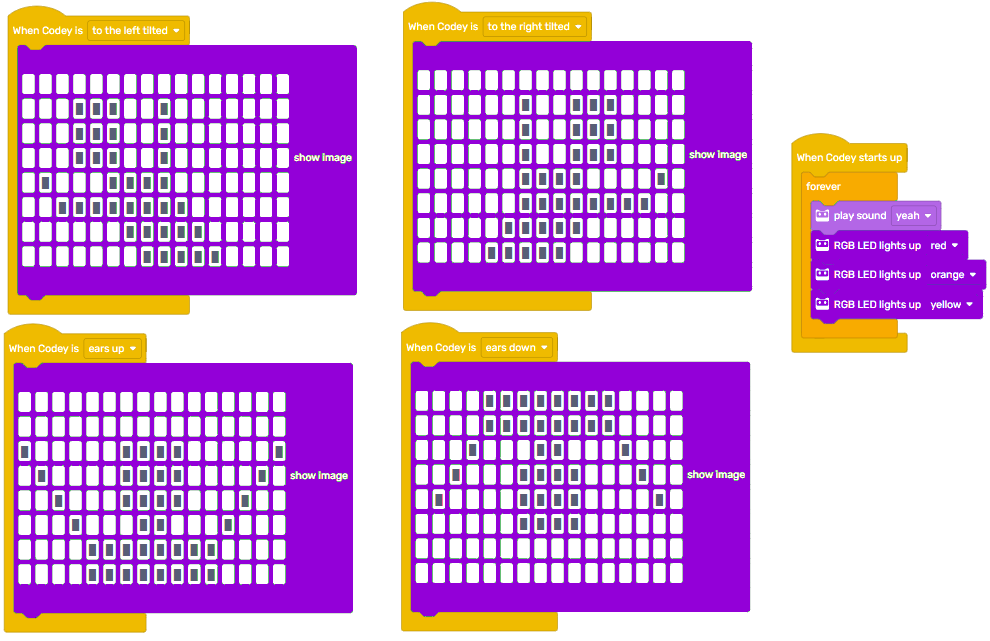 When Codey is to the left tilted
show image
When Codey is to the right tilted
show image
When Codey starts up
forever
play sound yeah
RGB LED lights up red
RGB LED lights up orange
RGB LED lights up yellow
When Codey is ears up
show image
When Codey is ears down
show image